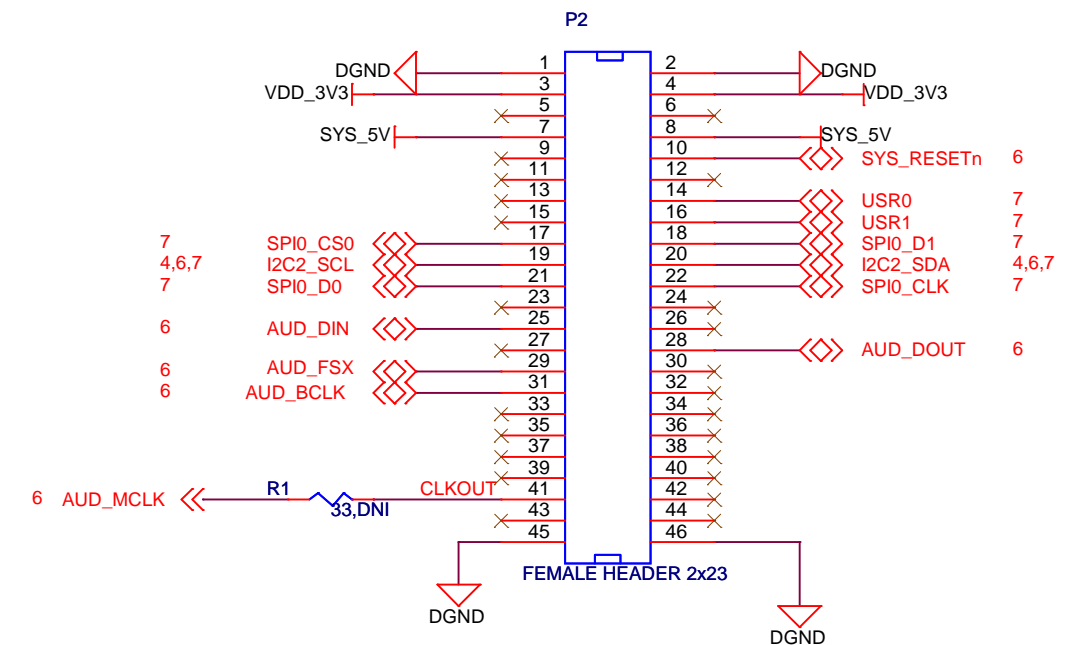 P2
DGND 1 2 DGND
VDD_3V3 3 4 VDD_3V3
5 6
SYS_5V 7 8 SYS_5V
9 10 SYS_RESETn 6
11 12
13 14 USR0 7
15 16 USR1 7
7 SPI0_CS0 17 18 SPI0_D1 7
4,6,7 I2C2_SCL 19 20 I2C2_SDA 4,6,7
7 SPI0_D0 21 22 SPI0_CLK 7
23 24
6 AUD_DIN 25 26
27 28 AUD_DOUT 6
6 AUD_FSX 29 30
6 AUD_BCLK 31 32
33 34
35 36
37 38
39 40
6 AUD_MCLK R1 33,DNI CLKOUT 41 42
43 44
45 46
FEMALE HEADER 2x23
DGND
DGND